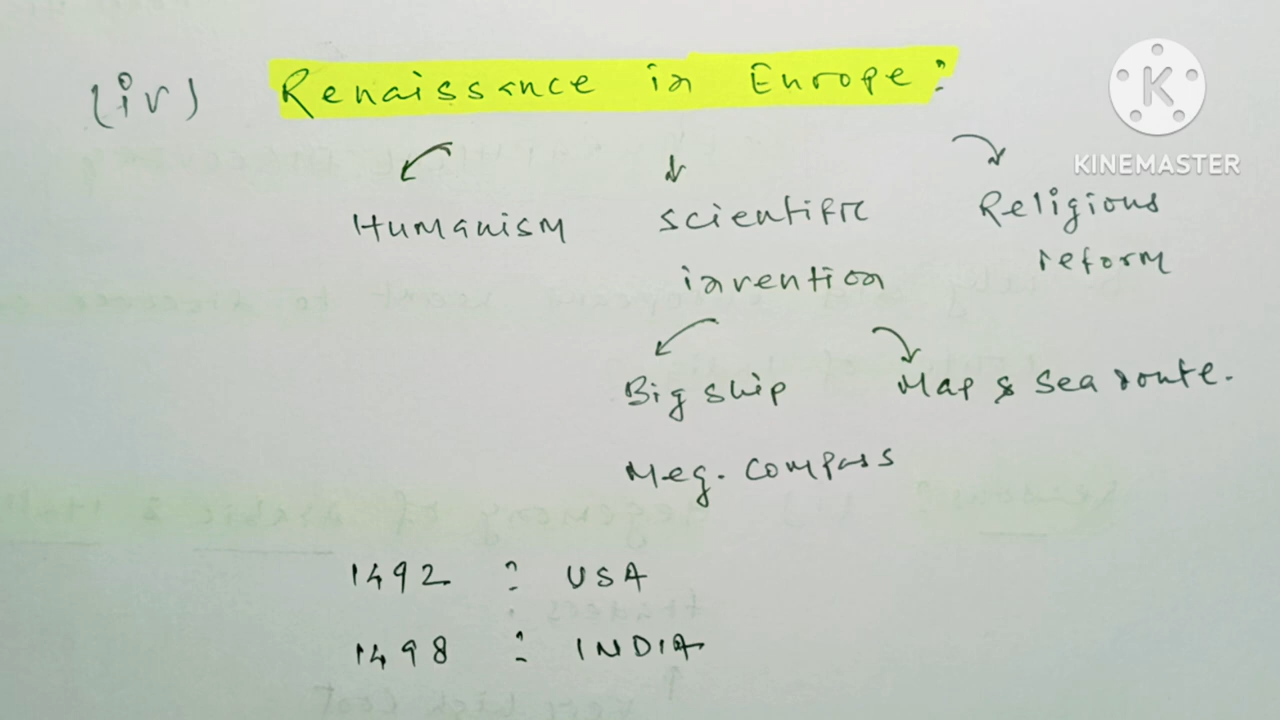 (iv) Renaissance in Europe:
Humanism scientific Religious
invention reform
Big ship Map & Sea route.
Meg. Compass
1492 : USA
1498 : INDIA
K
KINEMASTER